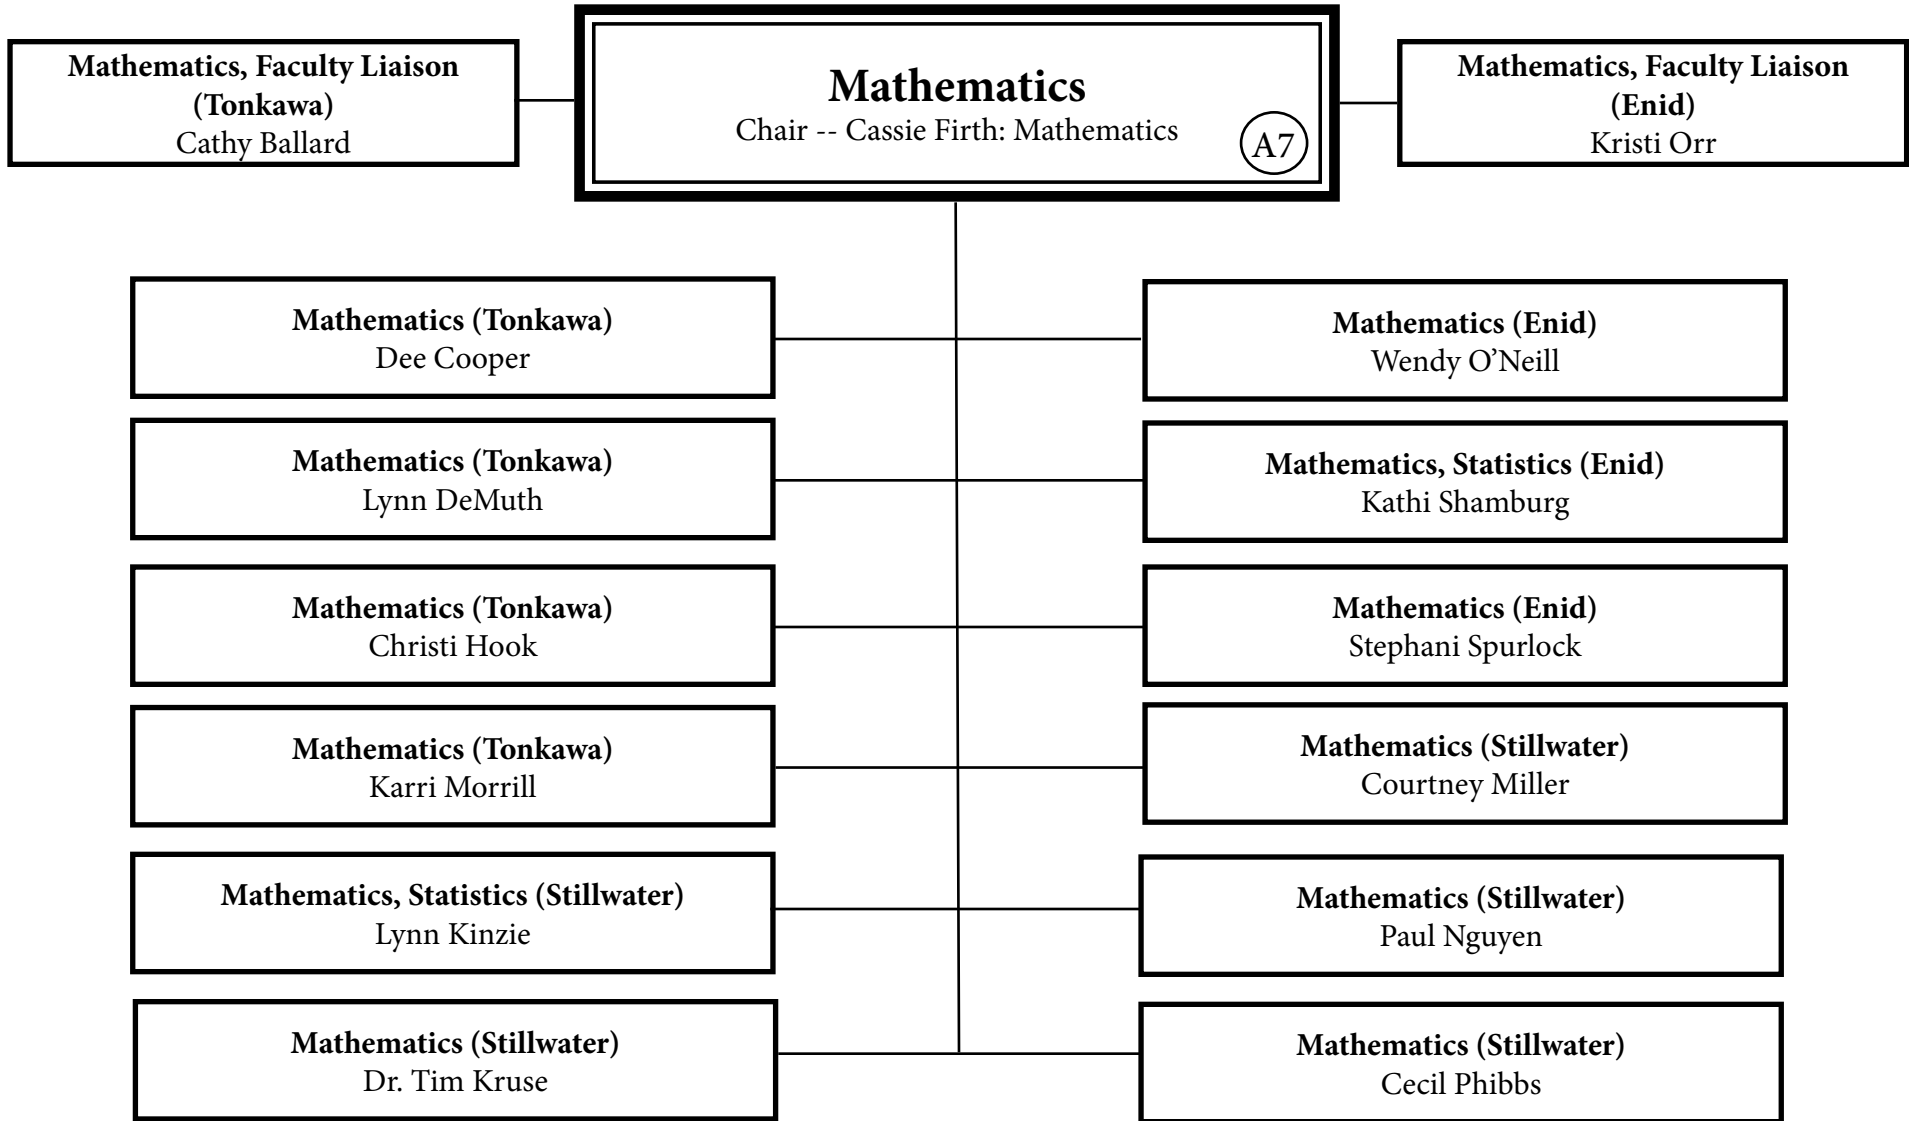 Mathematics, Faculty Liaison
(Tonkawa)
Cathy Ballard
Mathematics
Chair -- Cassie Firth: Mathematics
A7
Mathematics, Faculty Liaison
(Enid)
Kristi Orr
Mathematics (Tonkawa)
Dee Cooper
Mathematics (Enid)
Wendy O’Neill
Mathematics (Tonkawa)
Lynn DeMuth
Mathematics, Statistics (Enid)
Kathi Shamburg
Mathematics (Tonkawa)
Christi Hook
Mathematics (Enid)
Stephani Spurlock
Mathematics (Tonkawa)
Karri Morrill
Mathematics (Stillwater)
Courtney Miller
Mathematics, Statistics (Stillwater)
Lynn Kinzie
Mathematics (Stillwater)
Paul Nguyen
Mathematics (Stillwater)
Dr. Tim Kruse
Mathematics (Stillwater)
Cecil Phibbs